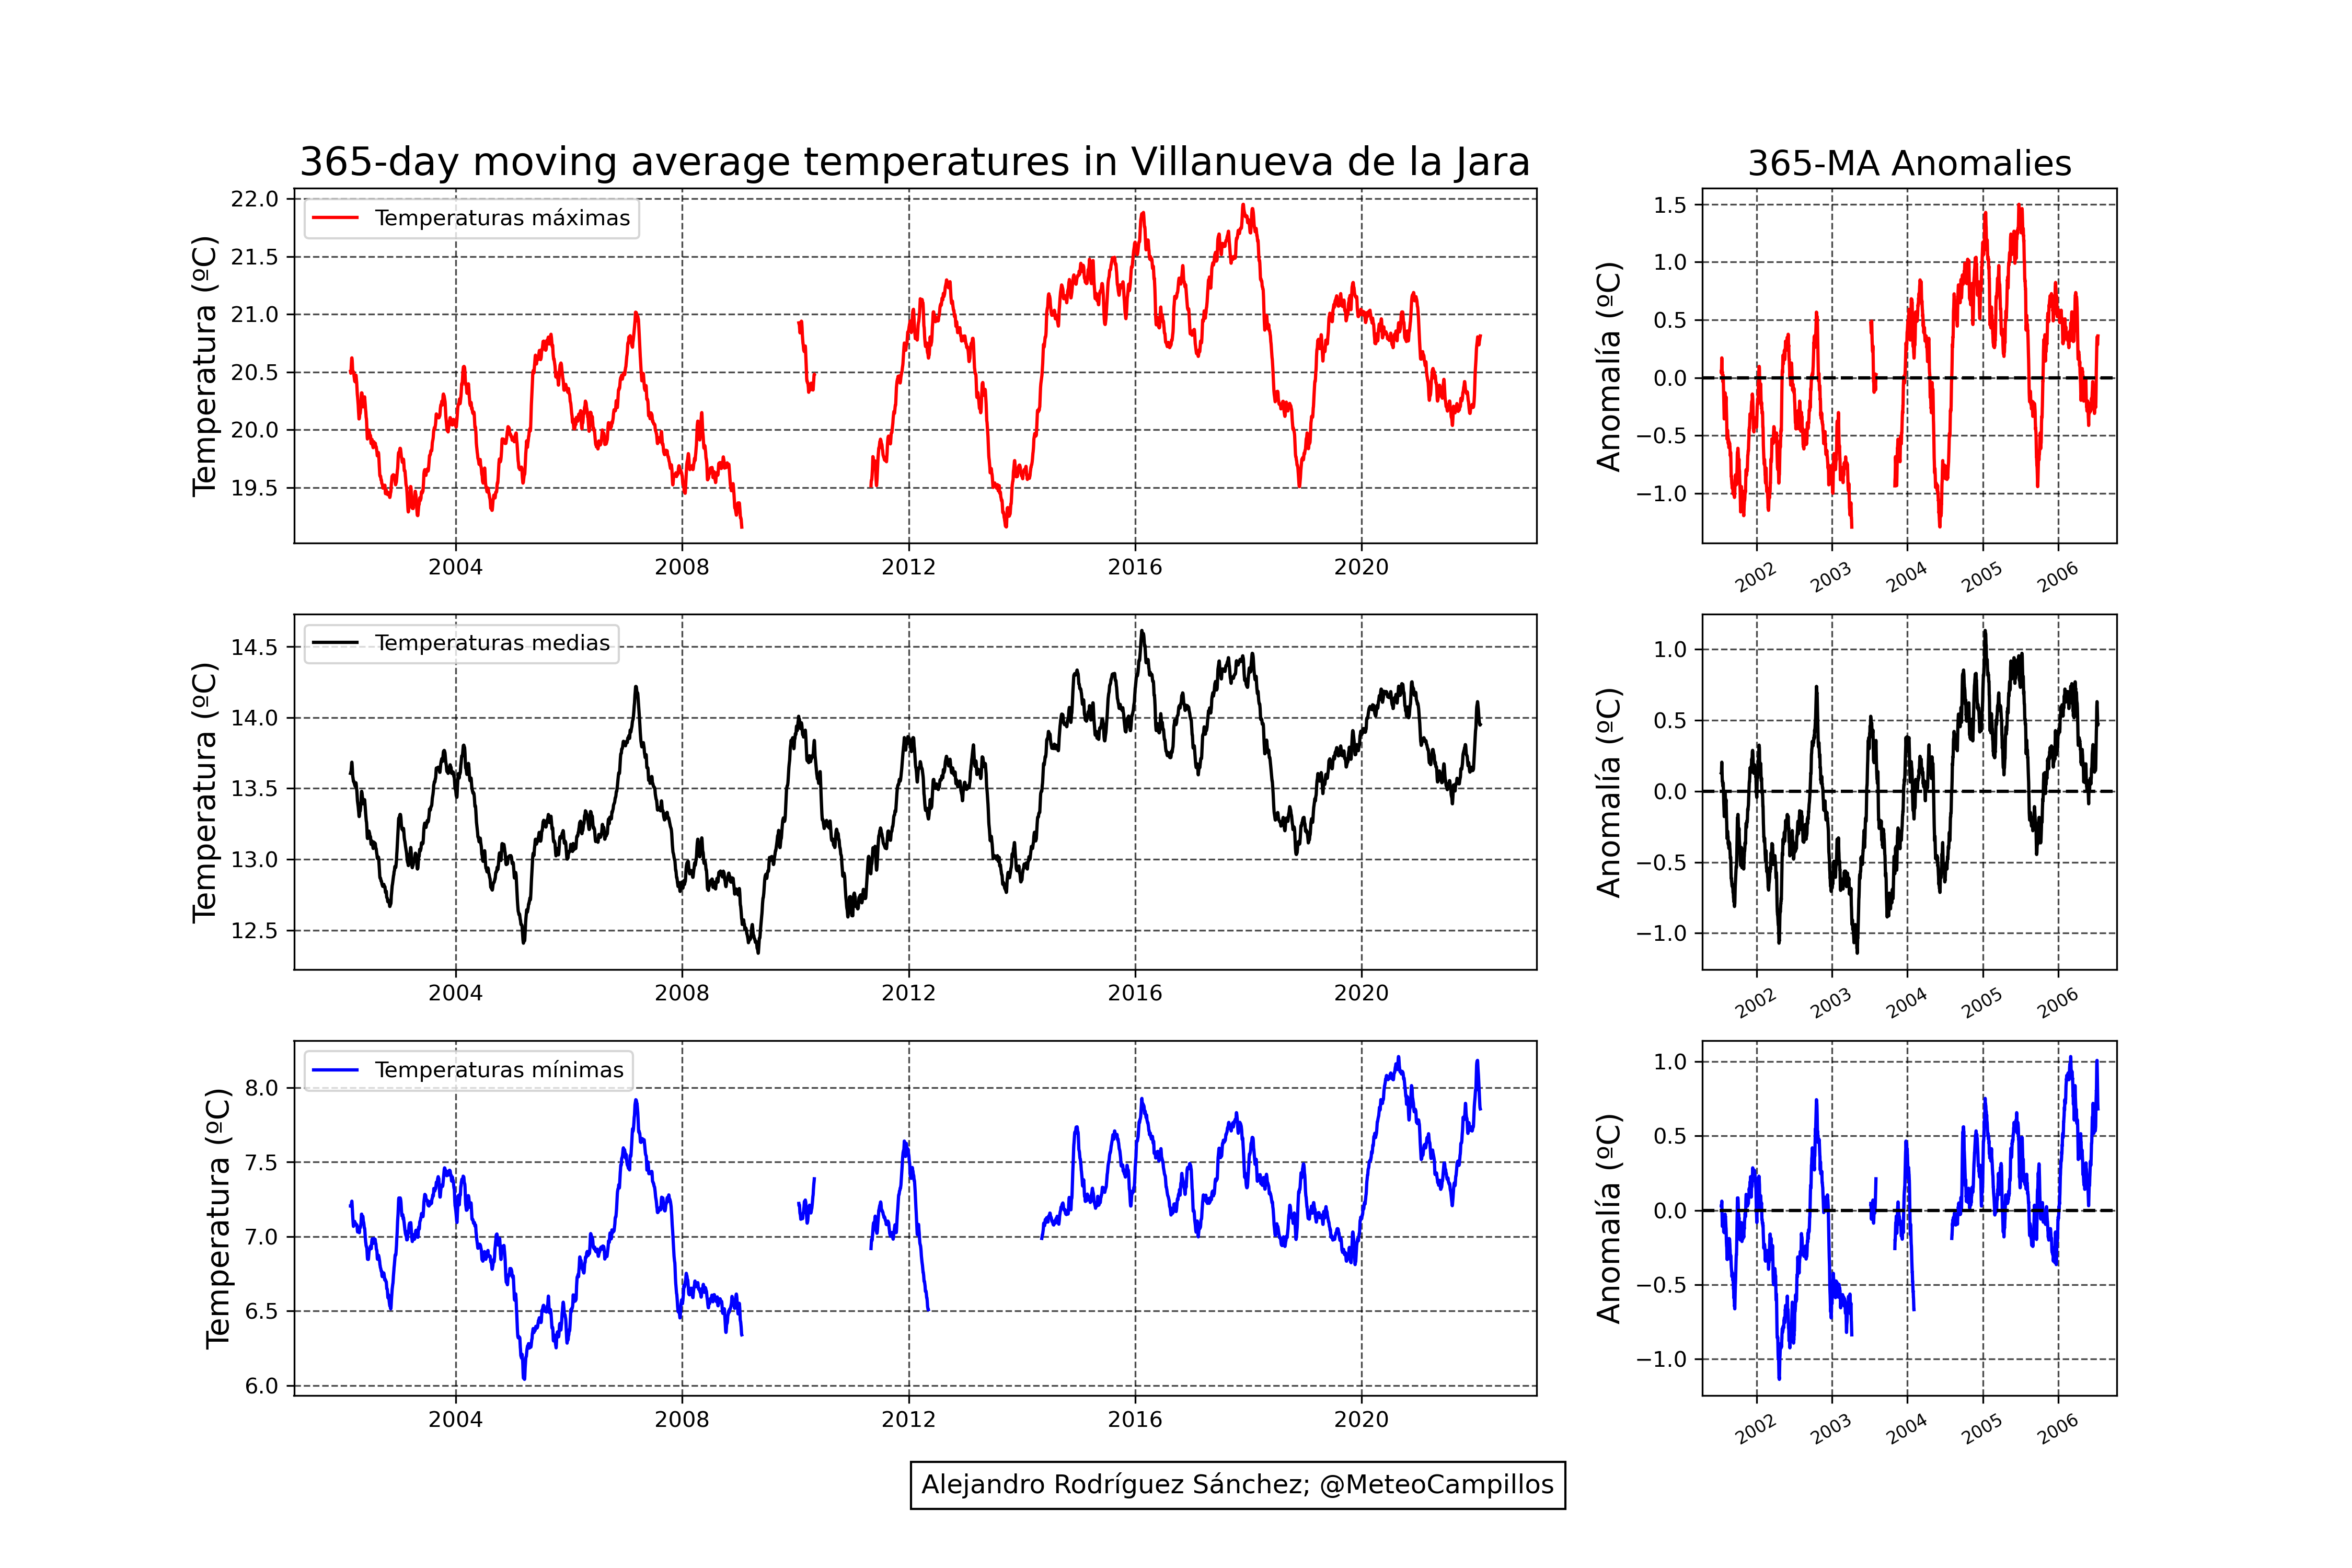 365-day moving average temperatures in Villanueva de la Jara
Temperatura (ºC)
22.0
21.5
21.0
20.5
20.0
19.5
Temperaturas máximas
2004 2008 2012 2016 2020
365-MA Anomalies
Anomalía (ºC)
1.5
1.0
0.5
0.0
−0.5
−1.0
2002 2003 2004 2005 2006
Temperatura (ºC)
14.5
14.0
13.5
13.0
12.5
Temperaturas medias
2004 2008 2012 2016 2020
Anomalía (ºC)
1.0
0.5
0.0
−0.5
−1.0
2002 2003 2004 2005 2006
Temperatura (ºC)
8.0
7.5
7.0
6.5
6.0
Temperaturas mínimas
2004 2008 2012 2016 2020
Anomalía (ºC)
1.0
0.5
0.0
−0.5
−1.0
2002 2003 2004 2005 2006
Alejandro Rodríguez Sánchez; @MeteoCampillos